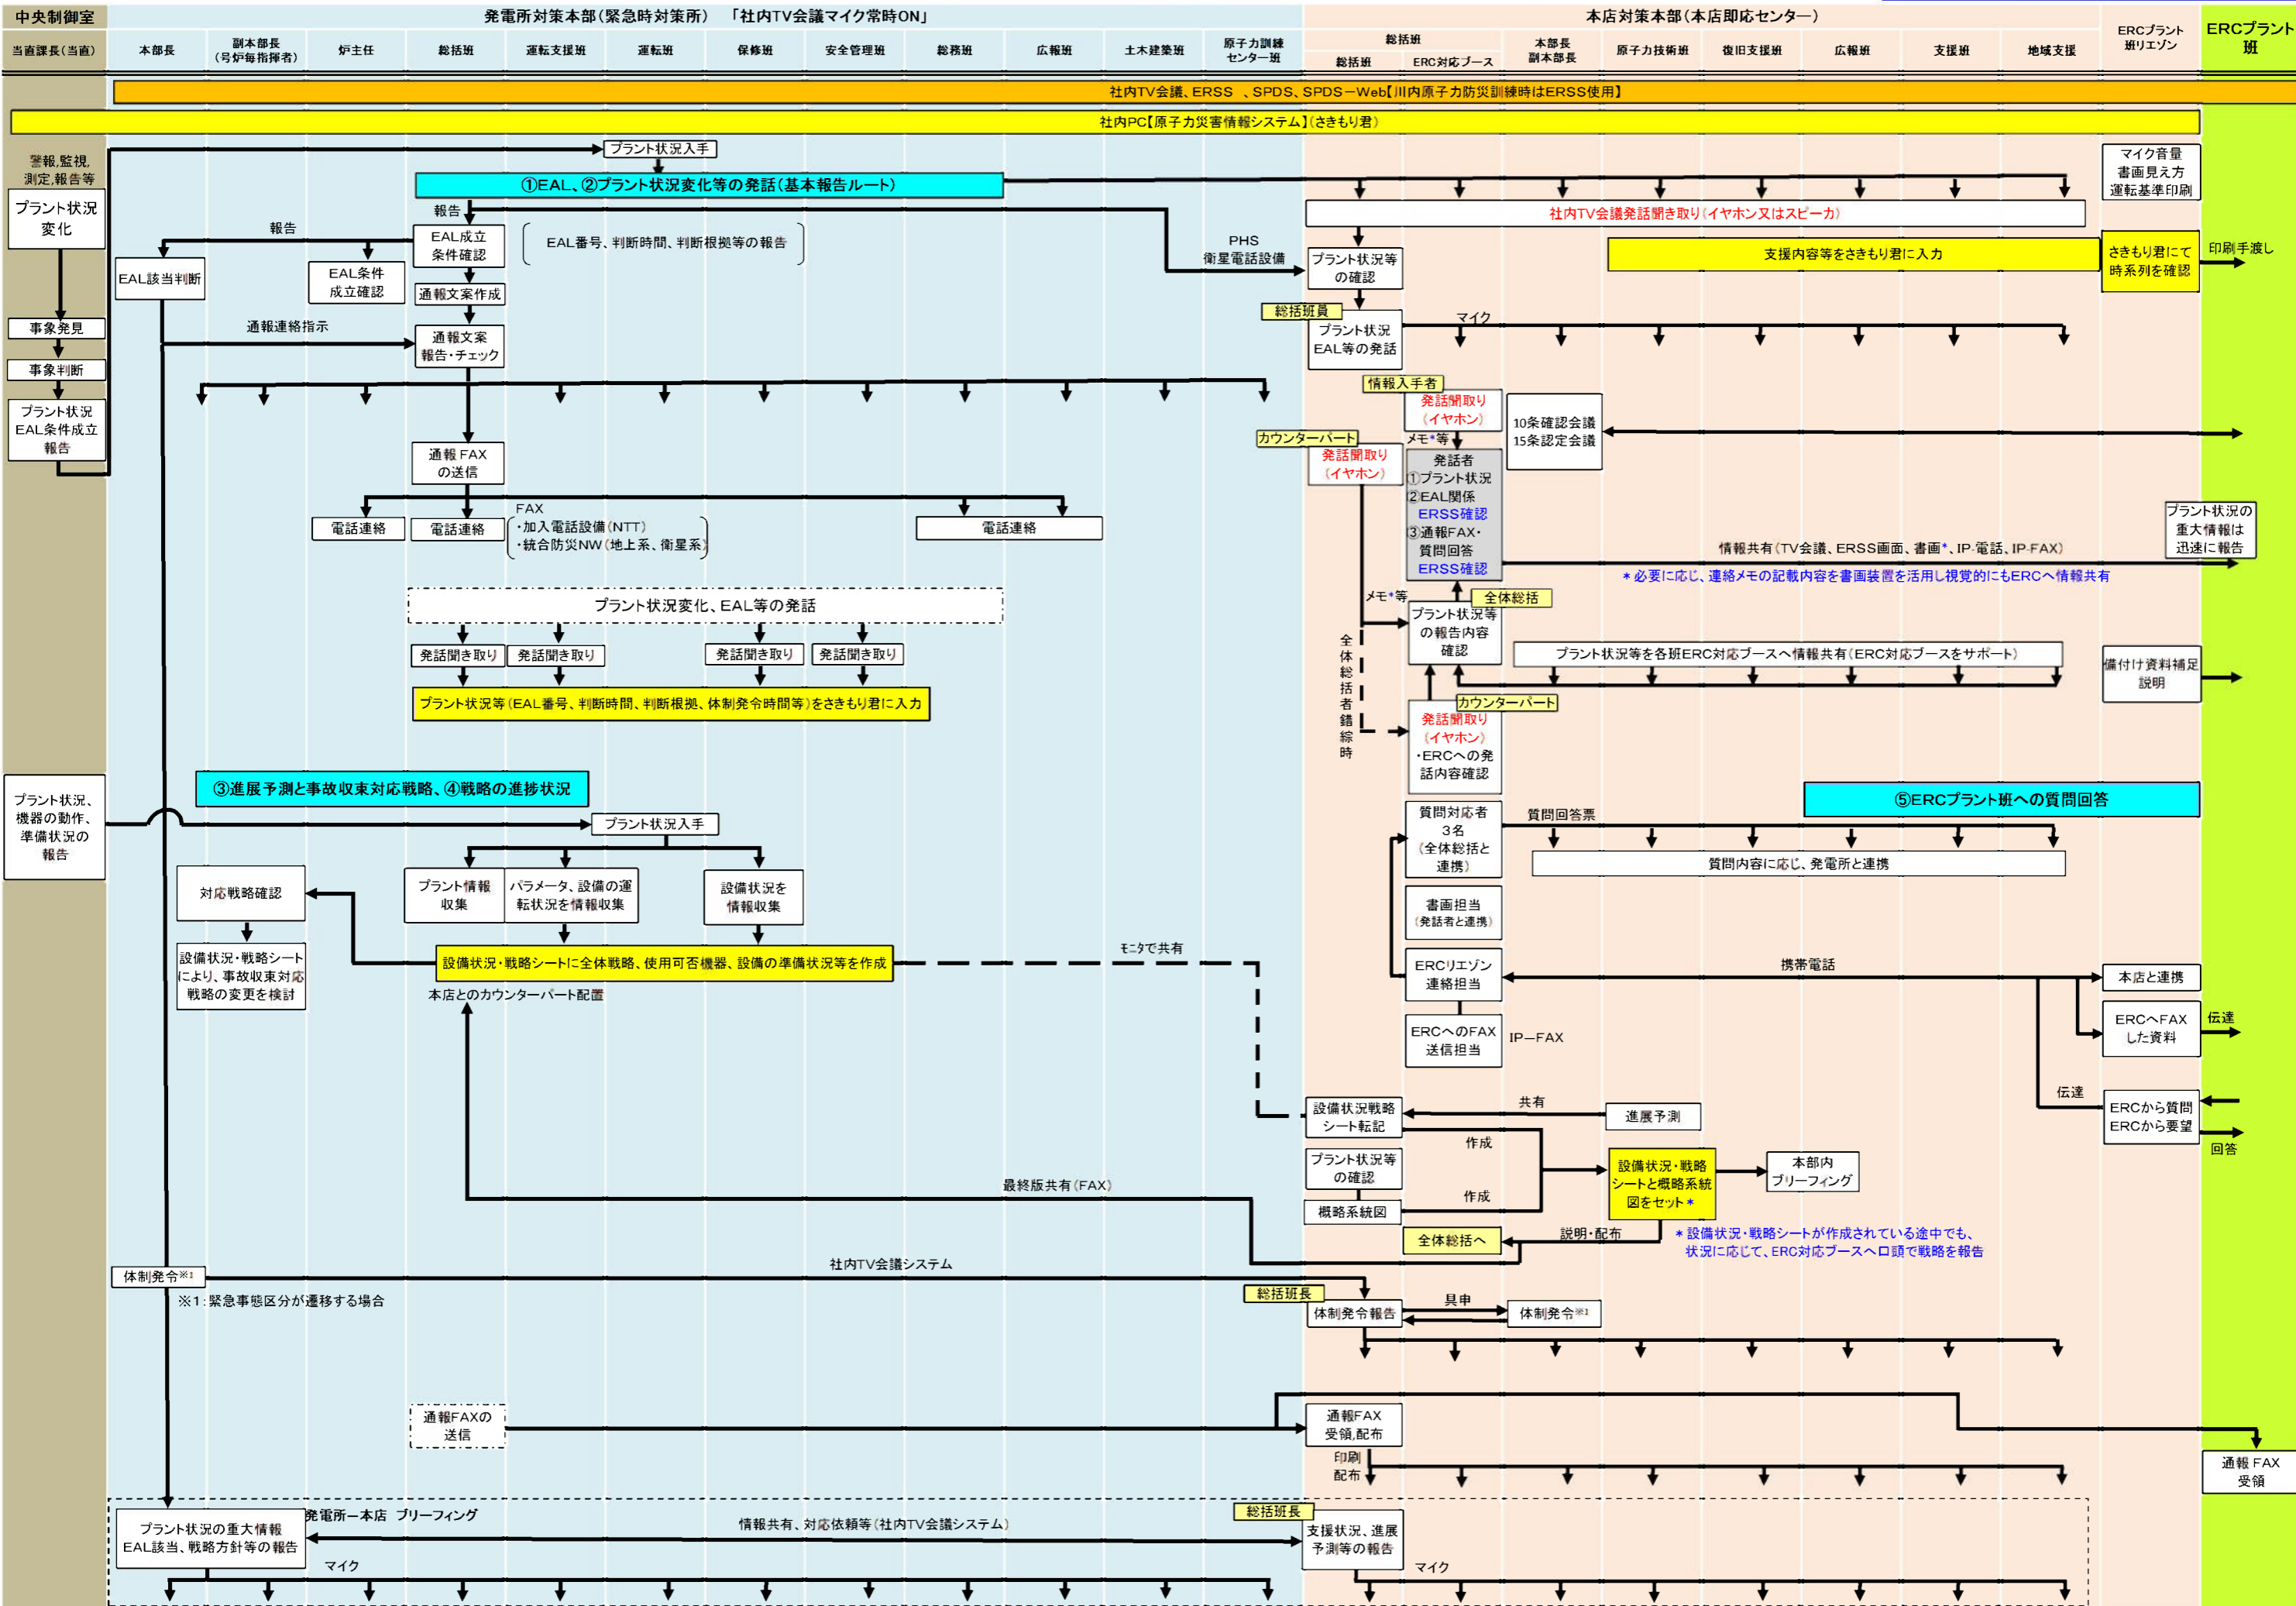 中央制御室
発電所対策本部(緊急時対策所) 「社内TV会議マイク常時ON」
本店対策本部(本店即応センター)
ERCプラント
班リエゾン
ERCプラント
班
当直課長(当直)
本部長
副本部長
(号炉毎指揮者)
炉主任
総括班
運転支援班
運転班
保修班
安全管理班
総務班
広報班
土木建築班
原子力訓練
センター班
総括班
総括班
ERC対応ブース
本部長
副本部長
原子力技術班
復旧支援班
広報班
支援班
地域支援
社内TV会議、ERSS 、SPDS、SPDS-Web【川内原子力防災訓練時はERSS使用】
社内PC【原子力災害情報システム】(さきもり君)
警報,監視,
測定,報告等
プラント状況
変化
事象発見
事象判断
プラント状況
EAL条件成立
報告
プラント状況入手
①EAL、②プラント状況変化等の発話(基本報告ルート)
報告
報告
EAL成立
条件確認
EAL番号、判断時間、判断根拠等の報告
EAL該当判断
EAL条件
成立確認
通報文案作成
通報連絡指示
通報文案
報告・チェック
PHS
衛星電話設備
マイク音量
書画見え方
運転基準印刷
社内TV会議発話聞き取り(イヤホン又はスピーカ)
プラント状況等
の確認
支援内容等をさきもり君に入力
さきもり君にて
時系列を確認
印刷手渡し
総括班員
プラント状況
EAL等の発話
マイク
情報入手者
発話聞取り
(イヤホン)
メモ*等
カウンターパート
発話聞取り
(イヤホン)
10条確認会議
15条認定会議
発話者
①プラント状況
②EAL関係
ERSS確認
③通報FAX・
質問回答
ERSS確認
プラント状況の
重大情報は
迅速に報告
情報共有(TV会議、ERSS画面、書画*、IP-電話、IP-FAX)
*必要に応じ、連絡メモの記載内容を書画装置を活用し視覚的にもERCへ情報共有
通報 FAX
の送信
電話連絡
電話連絡
FAX
・加入電話設備(NTT)
・統合防災NW(地上系、衛星系)
電話連絡
プラント状況変化、EAL等の発話
発話聞き取り
発話聞き取り
発話聞き取り
発話聞き取り
プラント状況等(EAL番号、判断時間、判断根拠、体制発令時間等)をさきもり君に入力
メモ*等
全体総括
プラント状況等
の報告内容
確認
全体総括者錯綜時
プラント状況等を各班ERC対応ブースへ情報共有(ERC対応ブースをサポート)
備付け資料補足
説明
カウンターパート
発話聞取り
(イヤホン)
・ERCへの発
話内容確認
プラント状況、
機器の動作、
準備状況の
報告
③進展予測と事故収束対応戦略、④戦略の進捗状況
プラント状況入手
⑤ERCプラント班への質問回答
質問対応者
3名
(全体総括と
連携)
質問回答票
質問内容に応じ、発電所と連携
対応戦略確認
プラント情報
収集
パラメータ、設備の運
転状況を情報収集
設備状況を
情報収集
書画担当
(発話者と連携)
設備状況・戦略シート
により、事故収束対応
戦略の変更を検討
設備状況・戦略シートに全体戦略、使用可否機器、設備の準備状況等を作成
モニタで共有
本店とのカウンターパート配置
ERCリエゾン
連絡担当
携帯電話
本店と連携
ERCへのFAX
送信担当
IP-FAX
ERCへFAX
した資料
伝達
伝達
ERCから質問
ERCから要望
回答
設備状況戦略
シート転記
共有
進展予測
作成
プラント状況等
の確認
作成
概略系統図
設備状況・戦略
シートと概略系統
図をセット*
本部内
ブリーフィング
最終版共有(FAX)
全体総括へ
説明・配布
*設備状況・戦略シートが作成されている途中でも、
状況に応じて、ERC対応ブースへ口頭で戦略を報告
体制発令※1
社内TV会議システム
※1:緊急事態区分が遷移する場合
総括班長
体制発令報告
具申
体制発令※1
通報FAXの
送信
通報FAX
受領,配布
印刷
配布
通報 FAX
受領
発電所-本店 ブリーフィング
プラント状況の重大情報
EAL該当、戦略方針等の報告
情報共有、対応依頼等(社内TV会議システム)
総括班長
支援状況、進展
予測等の報告
マイク
マイク